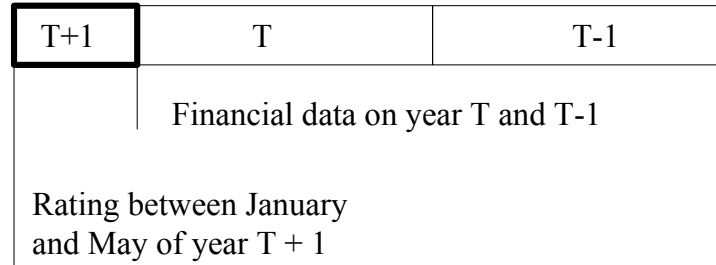 T+1 T T-1
Financial data on year T and T-1
Rating between January
and May of year T + 1